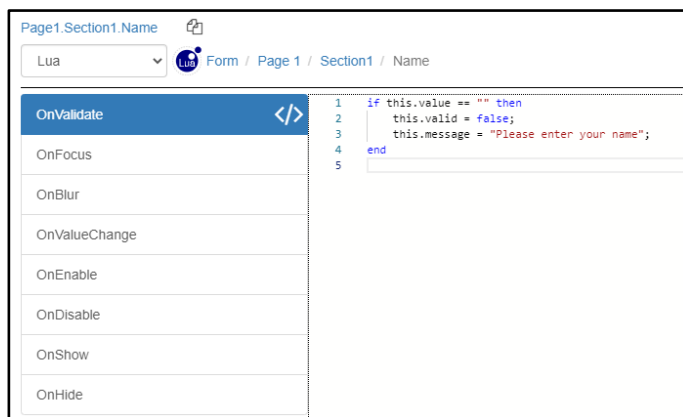 Page1.Section1.Name
Lua
Lua Form / Page 1 / Section1 / Name
OnValidate </>
OnFocus
OnBlur
OnValueChange
OnEnable
OnDisable
OnShow
OnHide
1 if this.value == "" then
2 this.valid = false;
3 this.message = "Please enter your name";
4 end
5